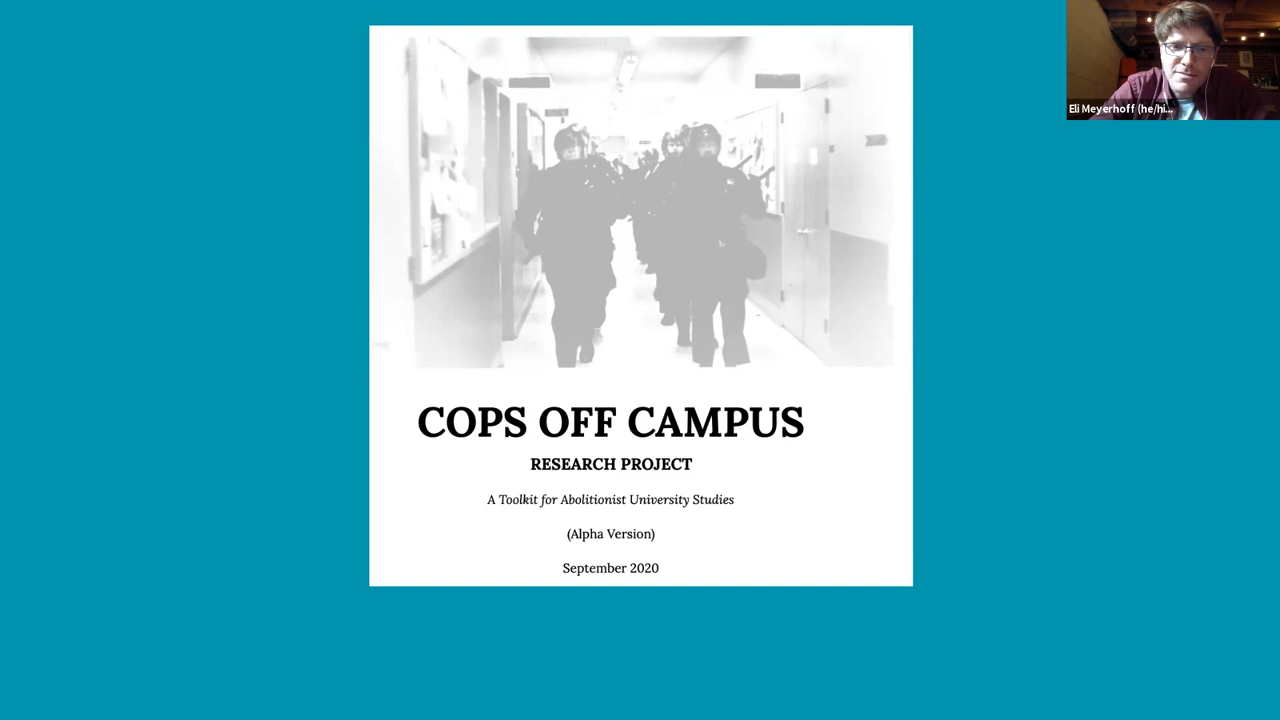 Eli Meyerhoff (he/hi...
COPS OFF CAMPUS
RESEARCH PROJECT
A Toolkit for Abolitionist University Studies
(Alpha Version)
September 2020